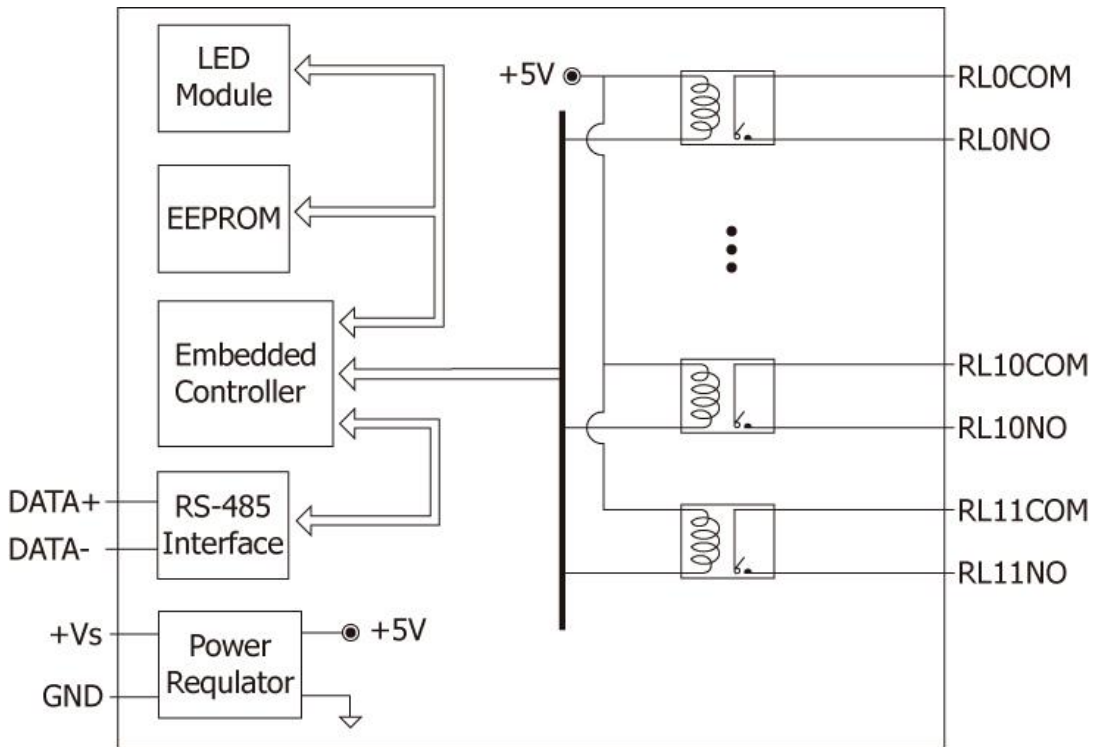 LED
Module
EEPROM
Embedded
Controller
DATA+
DATA-
RS-485
Interface
+Vs
GND
Power
Requlator
+5V
+5V
RL0COM
RL0NO
RL10COM
RL10NO
RL11COM
RL11NO